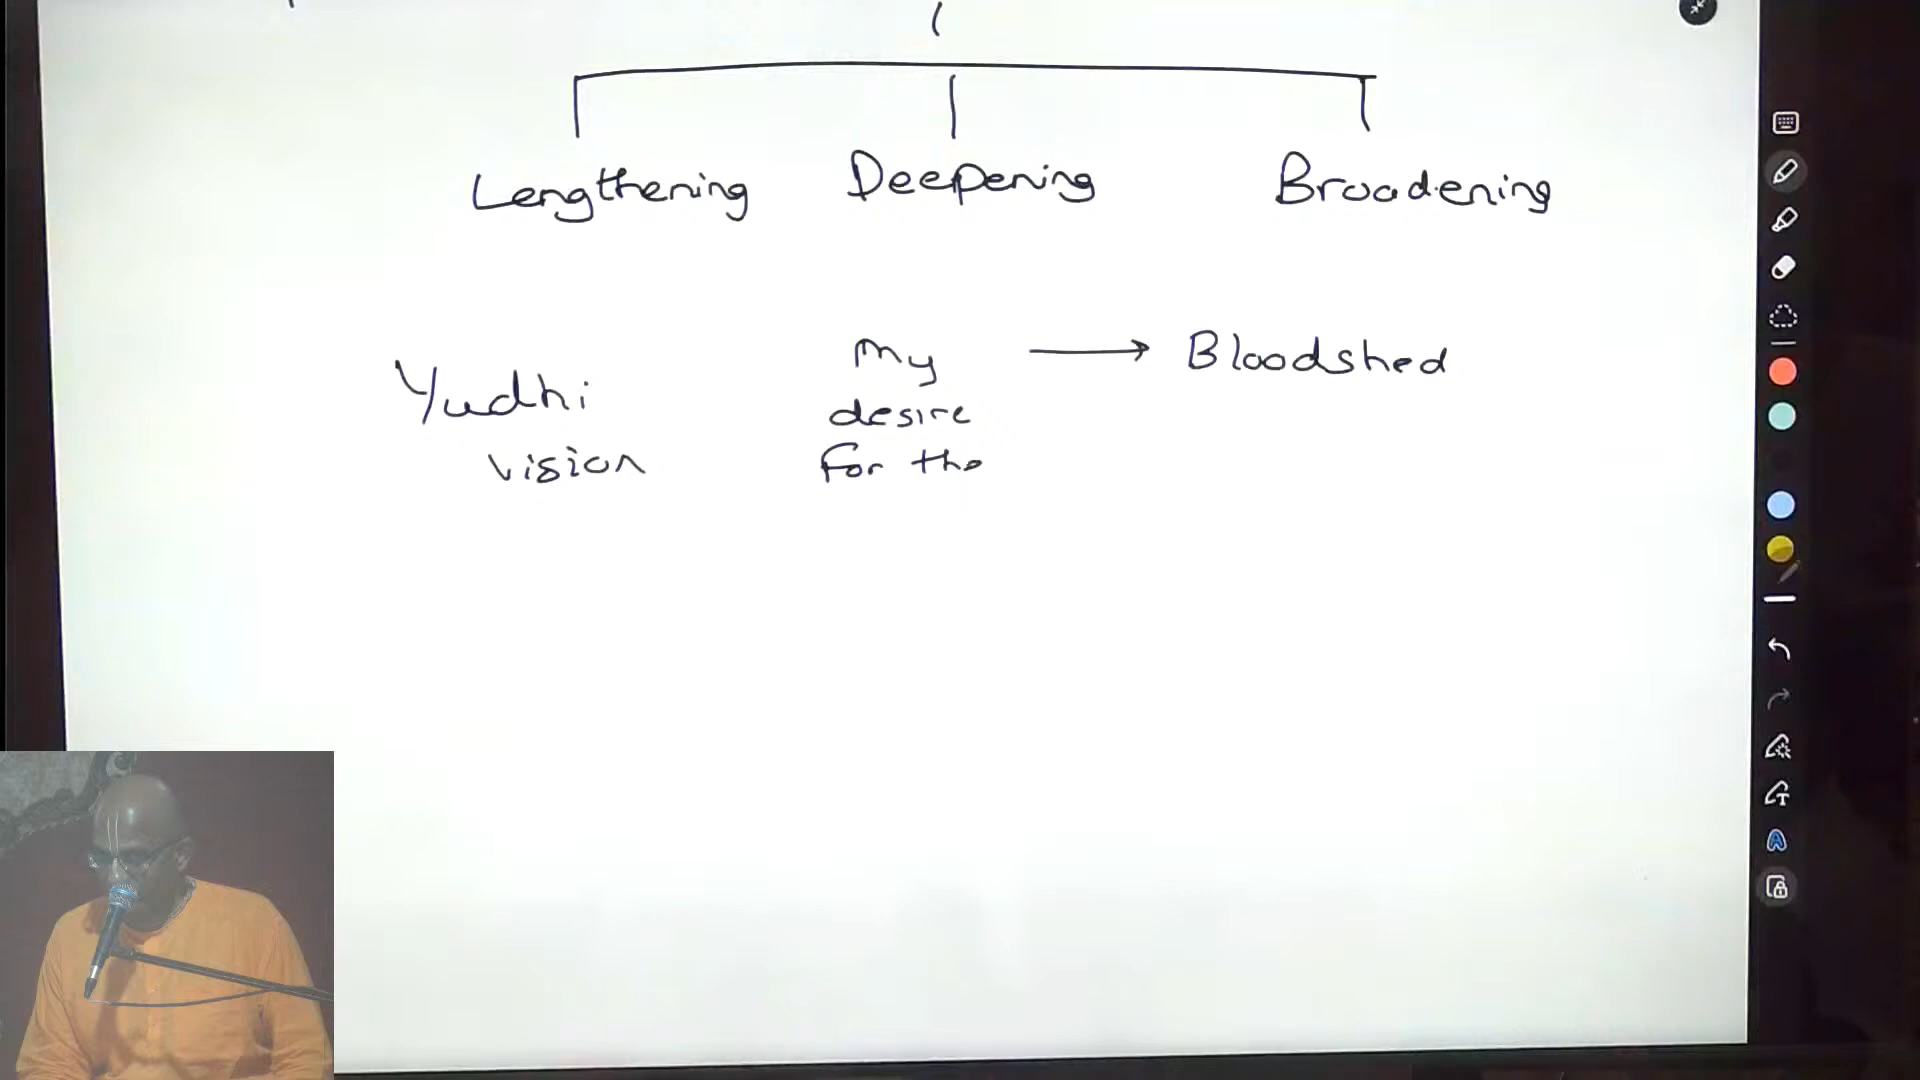 Lengthening Deepening Broadening
My → Bloodshed
Yudhi
desire
vision for the